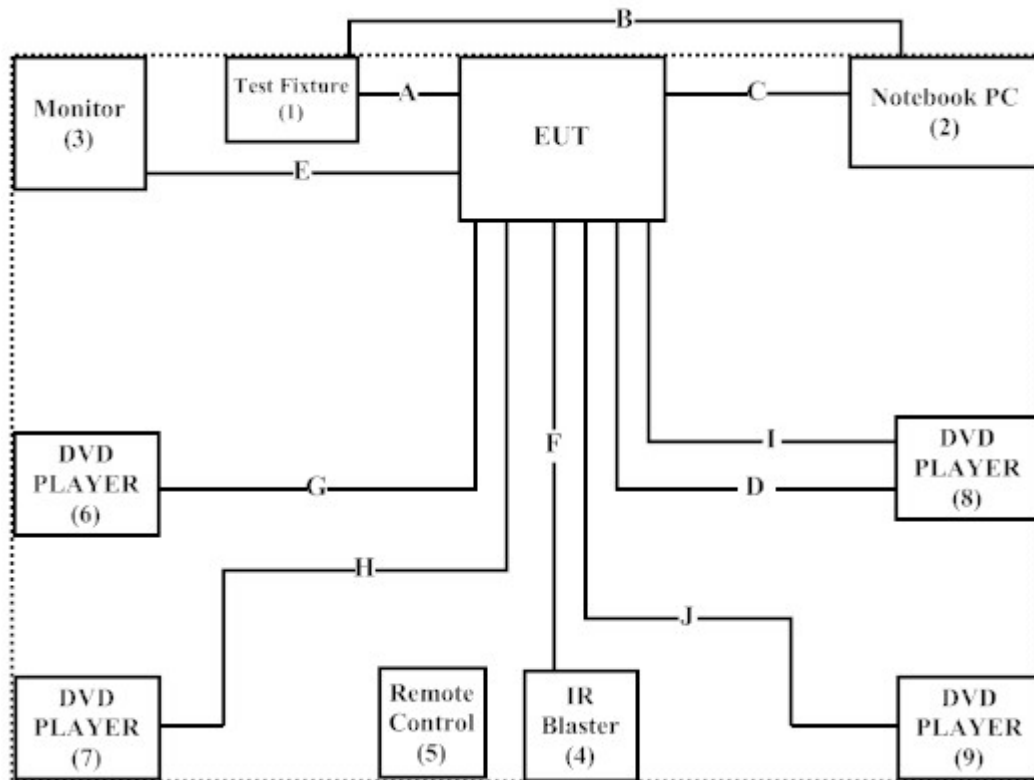 B
Monitor
(3)
Test Fixture
(1)
A
EUT
C
Notebook PC
(2)
E
DVD
PLAYER
(6)
G
F
I
D
DVD
PLAYER
(8)
H
J
DVD
PLAYER
(7)
Remote
Control
(5)
IR
Blaster
(4)
DVD
PLAYER
(9)